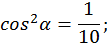 cos²α = 1/10;